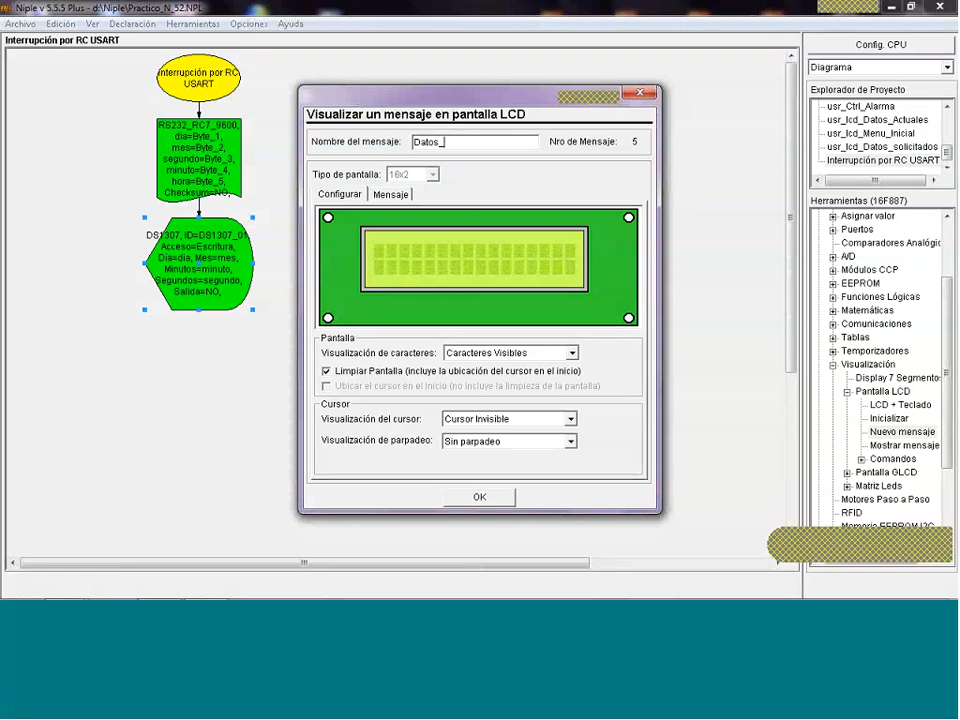 Niple v 5.5.5 Plus - d:\Niple\Practico_N_52.NPL
Archivo Edición Ver Declaración Herramientas Opciones Ayuda
Interrupción por RC USART
Interrupción por RC
USART
RS232_RC7_9600,
dia=Byte_1,
mes=Byte_2,
segundo=Byte_3,
minuto=Byte_4,
hora=Byte_5,
Checksum=NO,
DS1307, ID=DS1307_01
Acceso=Escritura,
Dia=dia, Mes=mes,
Minutos=minuto,
Segundos=segundo,
Salida=NO,
Visualizar un mensaje en pantalla LCD
Nombre del mensaje: Datos_ Nro de Mensaje: 5
Tipo de pantalla: 16x2
Configurar Mensaje
Pantalla
Visualización de caracteres: Caracteres Visibles
Limpiar Pantalla (incluye la ubicación del cursor en el inicio)
Ubicar el cursor en el Inicio (no incluye la limpieza de la pantalla)
Cursor
Visualización del cursor: Cursor Invisible
Visualización de parpadeo: Sin parpadeo
OK
Config. CPU
Diagrama
Explorador de Proyecto
usr_Ctrl_Alarma
usr_lcd_Datos_Actuales
usr_lcd_Menu_Inicial
usr_lcd_Datos_solicitados
Interrupción por RC USART
Herramientas (16F887)
Asignar valor
Puertos
Comparadores Analógic
A/D
Módulos CCP
EEPROM
Funciones Lógicas
Matemáticas
Comunicaciones
Tablas
Temporizadores
Visualización
Display 7 Segmento
Pantalla LCD
LCD + Teclado
Inicializar
Nuevo mensaje
Mostrar mensaje
Comandos
Pantalla GLCD
Matriz Leds
Motores Paso a Paso
RFID
Memoria EEPROM I2C